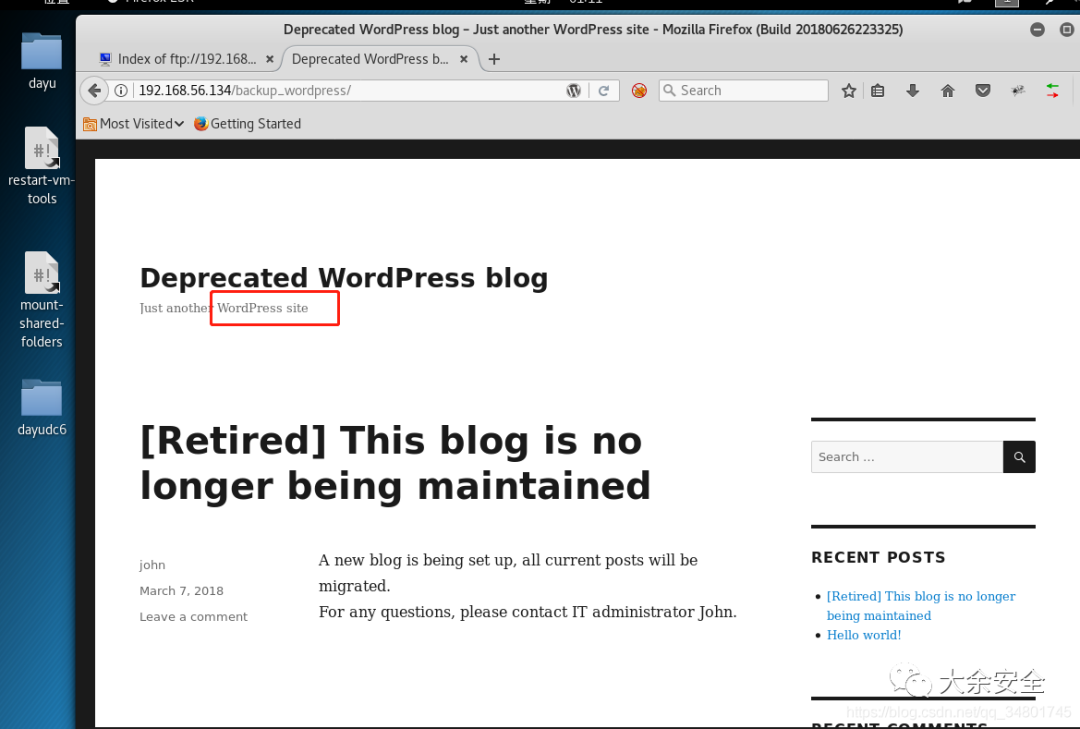 Deprecated WordPress blog – Just another WordPress site - Mozilla Firefox (Build 20180626223325)
Index of ftp://192.168...
Deprecated WordPress b...
192.168.56.134/backup_wordpress/
Search
Most Visited
Getting Started
dayu
#!
restart-vm-
tools
#!
mount-
shared-
folders
dayudc6
Deprecated WordPress blog
Just another WordPress site
[Retired] This blog is no
longer being maintained
john
March 7, 2018
Leave a comment
A new blog is being set up, all current posts will be
migrated.
For any questions, please contact IT administrator John.
Search …
RECENT POSTS
[Retired] This blog is no longer
being maintained
Hello world!
RECENT COMMENTS
大余安全
https://blog.csdn.net/qq_34801745